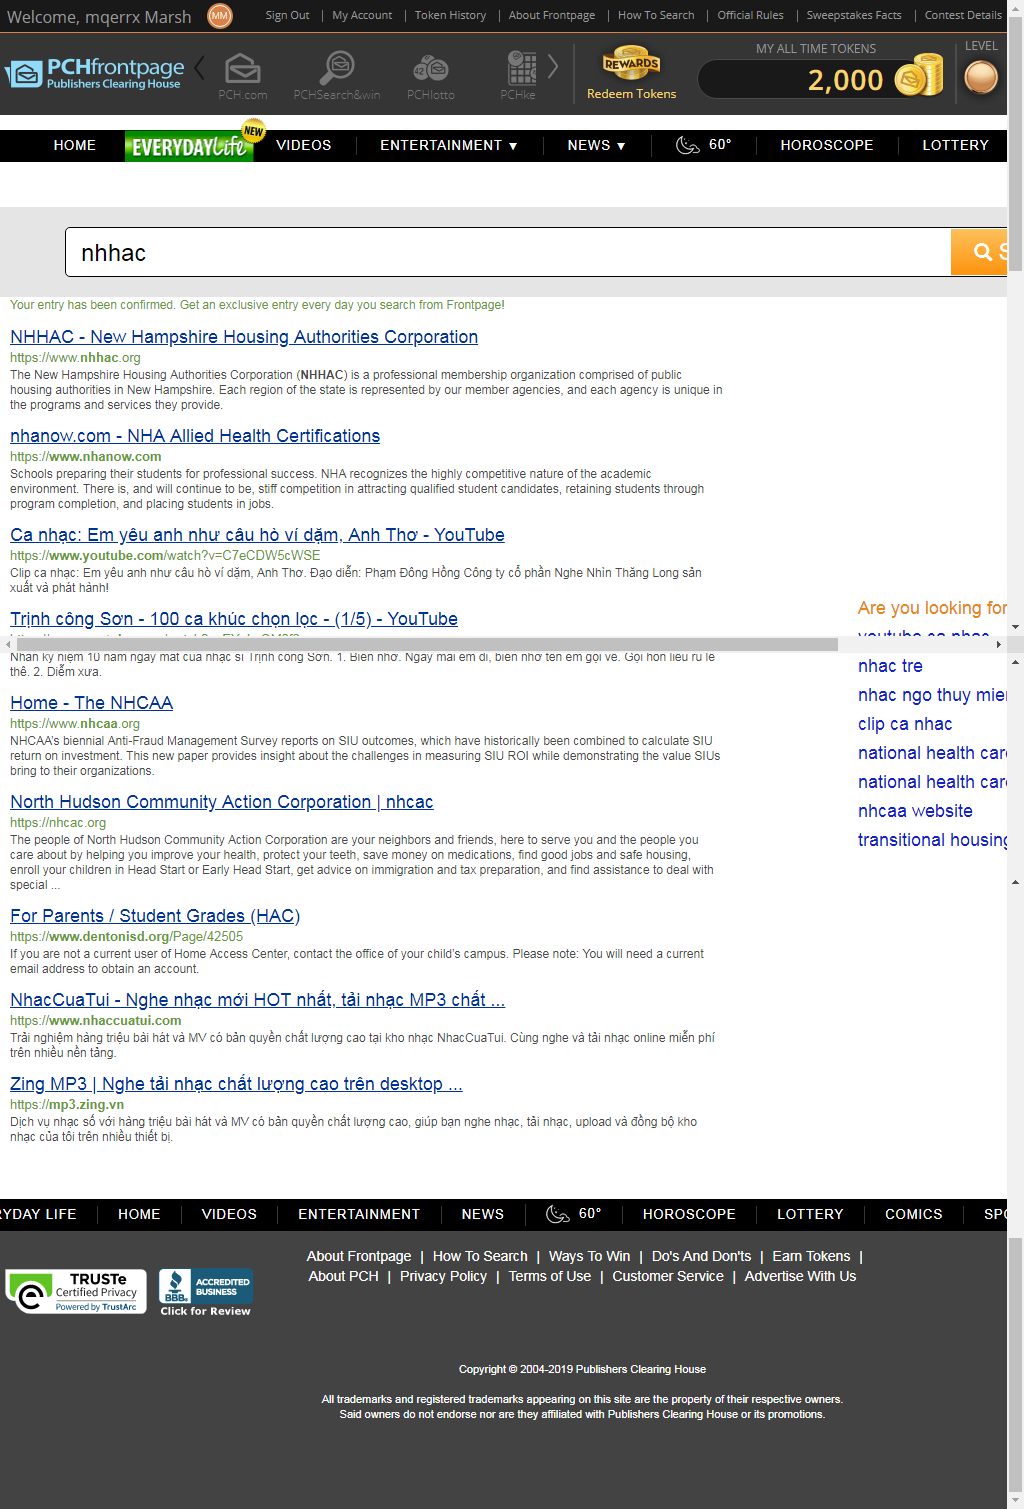 Welcome, mqerrx Marsh MM Sign Out | My Account | Token History | About Frontpage | How To Search | Official Rules | Sweepstakes Facts | Contest Details
PCHfrontpage
Publishers Clearing House
PCH.com PCHSearch&win PCHlotto PCHke
REWARDS
Redeem Tokens
MY ALL TIME TOKENS
2,000
LEVEL
HOME EVERYDAY Life NEW VIDEOS ENTERTAINMENT ▼ NEWS ▼ 60° HOROSCOPE LOTTERY
nhhac S
Your entry has been confirmed. Get an exclusive entry every day you search from Frontpage!
NHHAC - New Hampshire Housing Authorities Corporation
https://www.nhhac.org
The New Hampshire Housing Authorities Corporation (NHHAC) is a professional membership organization comprised of public
housing authorities in New Hampshire. Each region of the state is represented by our member agencies, and each agency is unique in
the programs and services they provide.
nhanow.com - NHA Allied Health Certifications
https://www.nhanow.com
Schools preparing their students for professional success. NHA recognizes the highly competitive nature of the academic
environment. There is, and will continue to be, stiff competition in attracting qualified student candidates, retaining students through
program completion, and placing students in jobs.
Ca nhạc: Em yêu anh như câu hò ví dặm, Anh Thơ - YouTube
https://www.youtube.com/watch?v=C7eCDW5cWSE
Clip ca nhạc: Em yêu anh như câu hò ví dặm, Anh Thơ. Đạo diễn: Phạm Đông Hồng Công ty cổ phần Nghe Nhìn Thăng Long sản
xuất và phát hành!
Trịnh công Sơn - 100 ca khúc chọn lọc - (1/5) - YouTube
Nhân kỷ niệm 10 năm ngày mất của nhạc sĩ Trịnh Công Sơn. 1. Biển nhớ. Ngày mai em đi, biển nhớ tên em gọi về. Gọi hồn liễu rũ lê
thê. 2. Diễm xưa.
Home - The NHCAA
https://www.nhcaa.org
NHCAA's biennial Anti-Fraud Management Survey reports on SIU outcomes, which have historically been combined to calculate SIU
return on investment. This new paper provides insight about the challenges in measuring SIU ROI while demonstrating the value SIUs
bring to their organizations.
North Hudson Community Action Corporation | nhcac
https://nhcac.org
The people of North Hudson Community Action Corporation are your neighbors and friends, here to serve you and the people you
care about by helping you improve your health, protect your teeth, save money on medications, find good jobs and safe housing,
enroll your children in Head Start or Early Head Start, get advice on immigration and tax preparation, and find assistance to deal with
special ...
For Parents / Student Grades (HAC)
https://www.dentonisd.org/Page/42505
If you are not a current user of Home Access Center, contact the office of your child's campus. Please note: You will need a current
email address to obtain an account.
NhacCuaTui - Nghe nhạc mới HOT nhất, tải nhạc MP3 chất ...
https://www.nhaccuatui.com
Trải nghiệm hàng triệu bài hát và MV có bản quyền chất lượng cao tại kho nhạc NhacCuaTui. Cùng nghe và tải nhạc online miễn phí
trên nhiều nền tảng.
Zing MP3 | Nghe tải nhạc chất lượng cao trên desktop ...
https://mp3.zing.vn
Dịch vụ nhạc số với hàng triệu bài hát và MV có bản quyền chất lượng cao, giúp bạn nghe nhạc, tải nhạc, upload và đồng bộ kho
nhạc của tôi trên nhiều thiết bị.
Are you looking for
youtube ca nhac
nhac tre
nhac ngo thuy mie
clip ca nhac
national health car
national health car
nhcaa website
transitional housing
RYDAY LIFE HOME VIDEOS ENTERTAINMENT NEWS 60° HOROSCOPE LOTTERY COMICS SPO
About Frontpage | How To Search | Ways To Win | Do's And Don'ts | Earn Tokens |
About PCH | Privacy Policy | Terms of Use | Customer Service | Advertise With Us
TRUSTe
Certified Privacy
Powered by TrustArc
BBB.
ACCREDITED
BUSINESS
Click for Review
Copyright © 2004-2019 Publishers Clearing House
All trademarks and registered trademarks appearing on this site are the property of their respective owners.
Said owners do not endorse nor are they affiliated with Publishers Clearing House or its promotions.